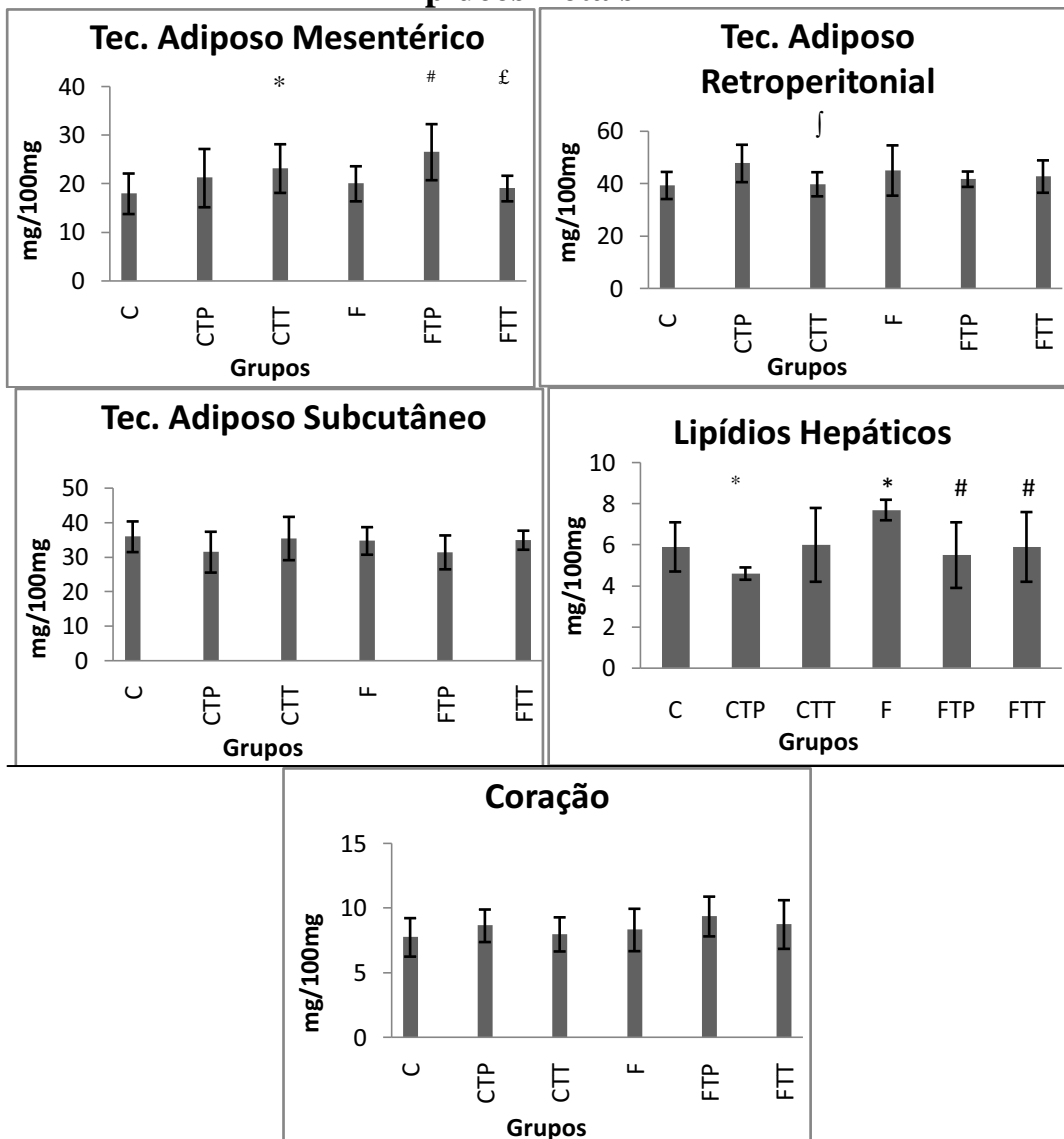 Tec. Adiposo Mesentérico
* # £
40
30
20
10
0
mg/100mg
C CTP CTT F FTP FTT
Grupos
Tec. Adiposo
Retroperitonial
∫
60
40
20
0
mg/100mg
C CTP CTT F FTP FTT
Grupos
Tec. Adiposo Subcutâneo
50
40
30
20
10
0
mg/100mg
C CTP CTT F FTP FTT
Grupos
Lipídios Hepáticos
* * # #
10
8
6
4
2
0
mg/100mg
C CTP CTT F FTP FTT
Grupos
Coração
15
10
5
0
mg/100mg
C CTP CTT F FTP FTT
Grupos